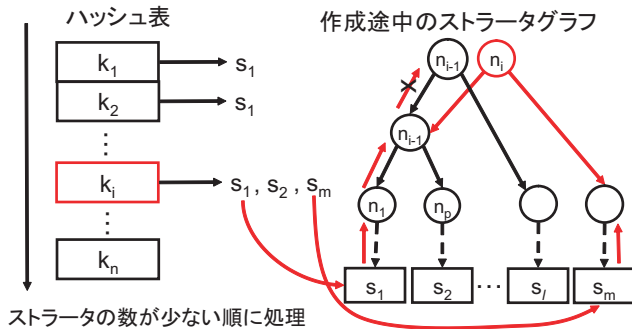 ハッシュ表
k1
s1
k2
s1
⋮
ki
s1 , s2 , sm
⋮
kn
ストラータの数が少ない順に処理
作成途中のストラータグラフ
ni-1
ni
×
ni-1
n1
np
s1
s2
⋯
sl
sm